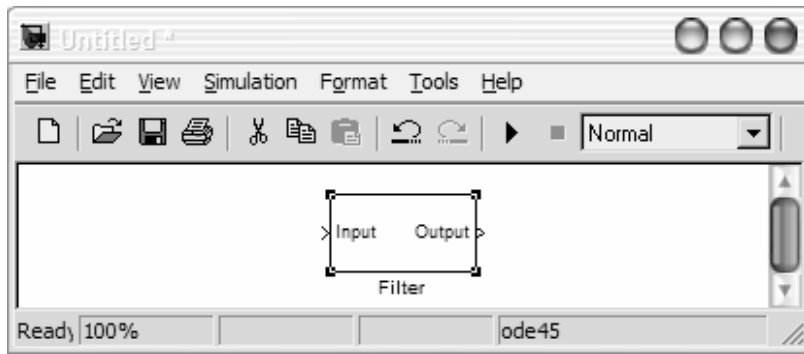 Untitled *
File Edit View Simulation Format Tools Help
Normal
Input Output
Filter
Ready 100% ode45